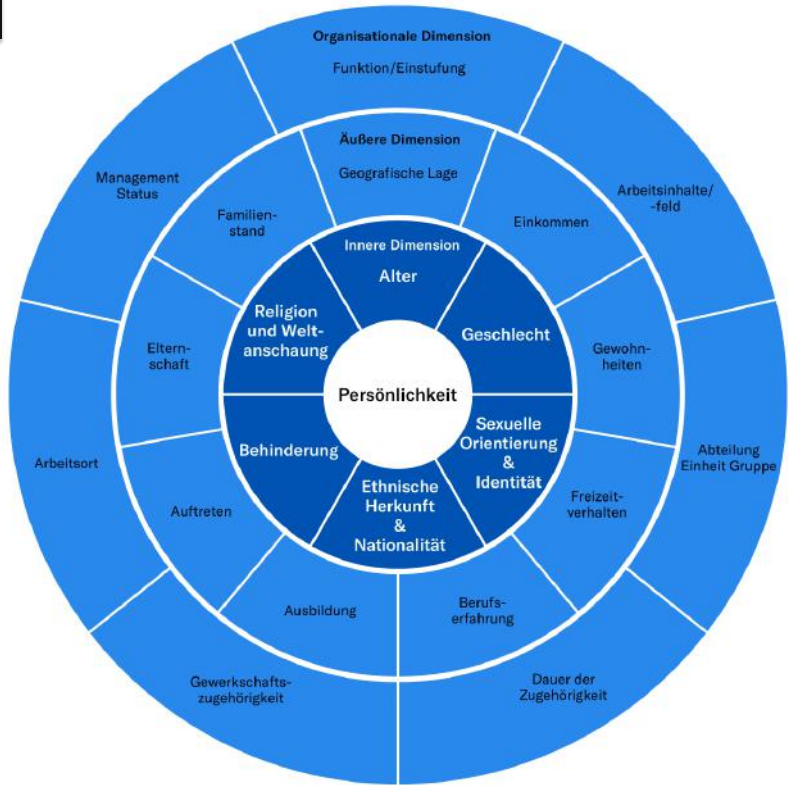 Organisationale Dimension
Funktion/Einstufung
Arbeitsinhalte/
-feld
Abteilung
Einheit Gruppe
Dauer der
Zugehörigkeit
Gewerkschafts-
zugehörigkeit
Arbeitsort
Management
Status
Äußere Dimension
Geografische Lage
Einkommen
Gewohn-
heiten
Freizeit-
verhalten
Berufs-
erfahrung
Ausbildung
Auftreten
Eltern-
schaft
Familien-
stand
Innere Dimension
Alter
Geschlecht
Sexuelle
Orientierung
&
Identität
Ethnische
Herkunft
&
Nationalität
Behinderung
Religion
und Welt-
anschaung
Persönlichkeit